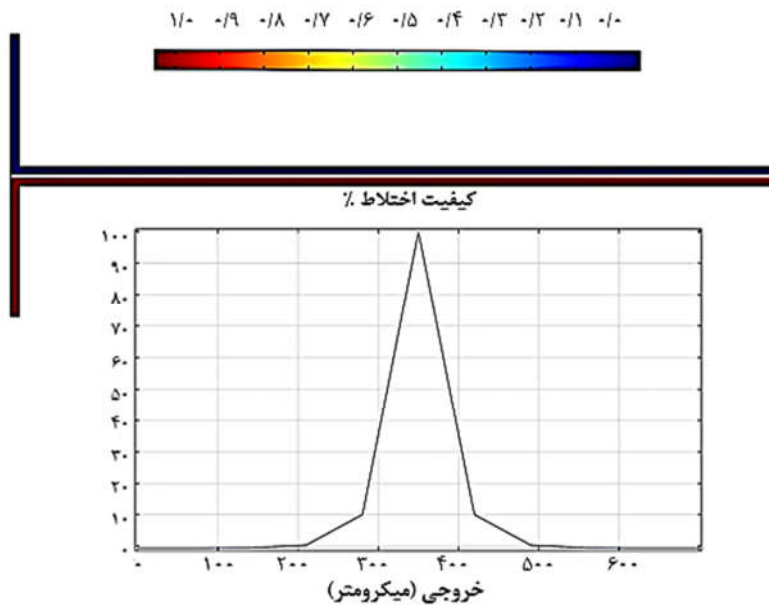 ۱/۰ ۰/۹ ۰/۸ ۰/۷ ۰/۶ ۰/۵ ۰/۴ ۰/۳ ۰/۲ ۰/۱ ۰/۰
کیفیت اختلاط %
۱۰۰
۹۰
۸۰
۷۰
۶۰
۵۰
۴۰
۳۰
۲۰
۱۰
۰
۰ ۱۰۰ ۲۰۰ ۳۰۰ ۴۰۰ ۵۰۰ ۶۰۰
خروجی (میکرومتر)